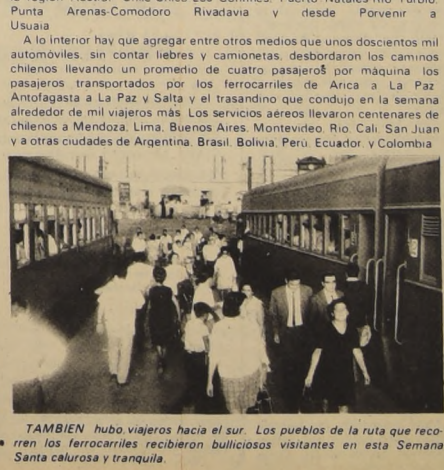 Punta Arenas-Comodoro Rivadavia y desde Porvenir a
Usuaia
A lo interior hay que agregar entre otros medios que unos doscientos mil
automóviles, sin contar liebres y camionetas, desbordaron los caminos
chilenos llevando un promedio de cuatro pasajeros por máquina los
pasajeros transportados por los ferrocarriles de Arica a La Paz
Antofagasta a La Paz y Salta y el trasandino que condujo en la semana
alrededor de mil viajeros más Los servicios aéreos llevaron centenares de
chilenos a Mendoza, Lima, Buenos Aires, Montevideo, Rio, Cali, San Juan
y a otras ciudades de Argentina, Brasil, Bolivia, Perú, Ecuador, y Colombia
TAMBIEN hubo viajeros hacia el sur. Los pueblos de la ruta que reco-
rren los ferrocarriles recibieron bulliciosos visitantes en esta Semana
Santa calurosa y tranquila.